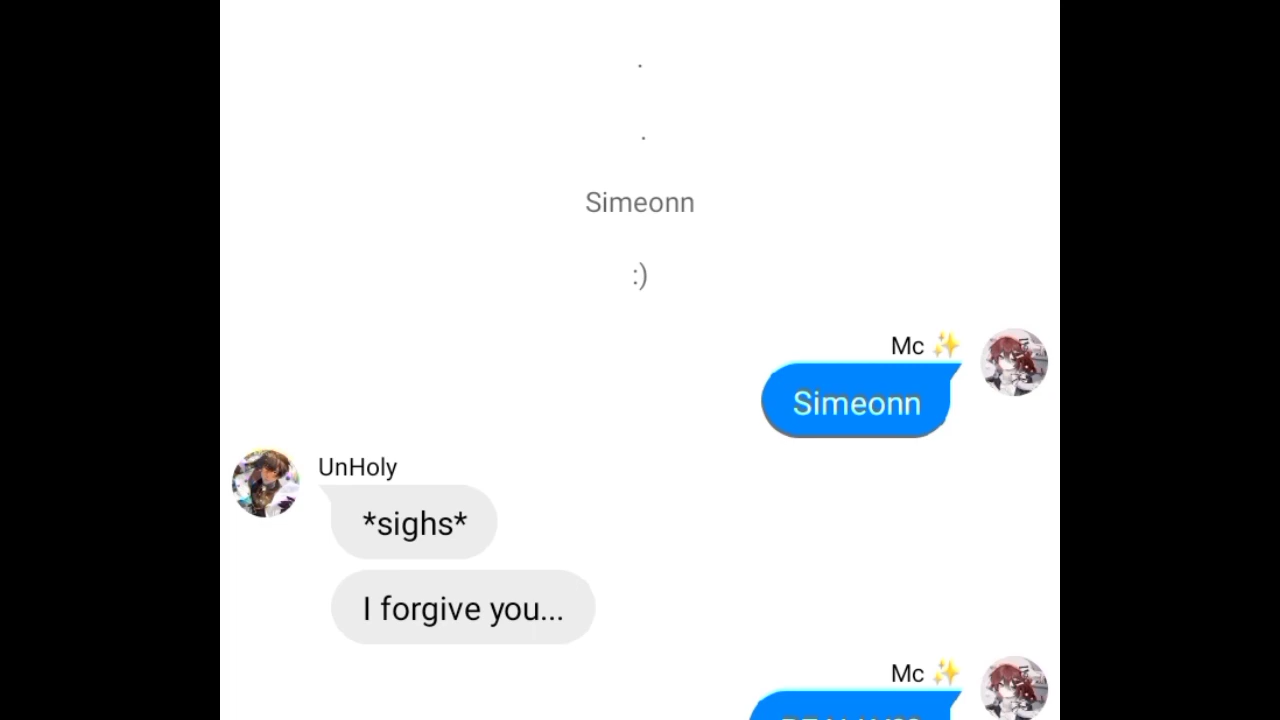 .
.
Simeonn
:)
Mc ✨
Simeonn
UnHoly
*sighs*
I forgive you...
Mc ✨